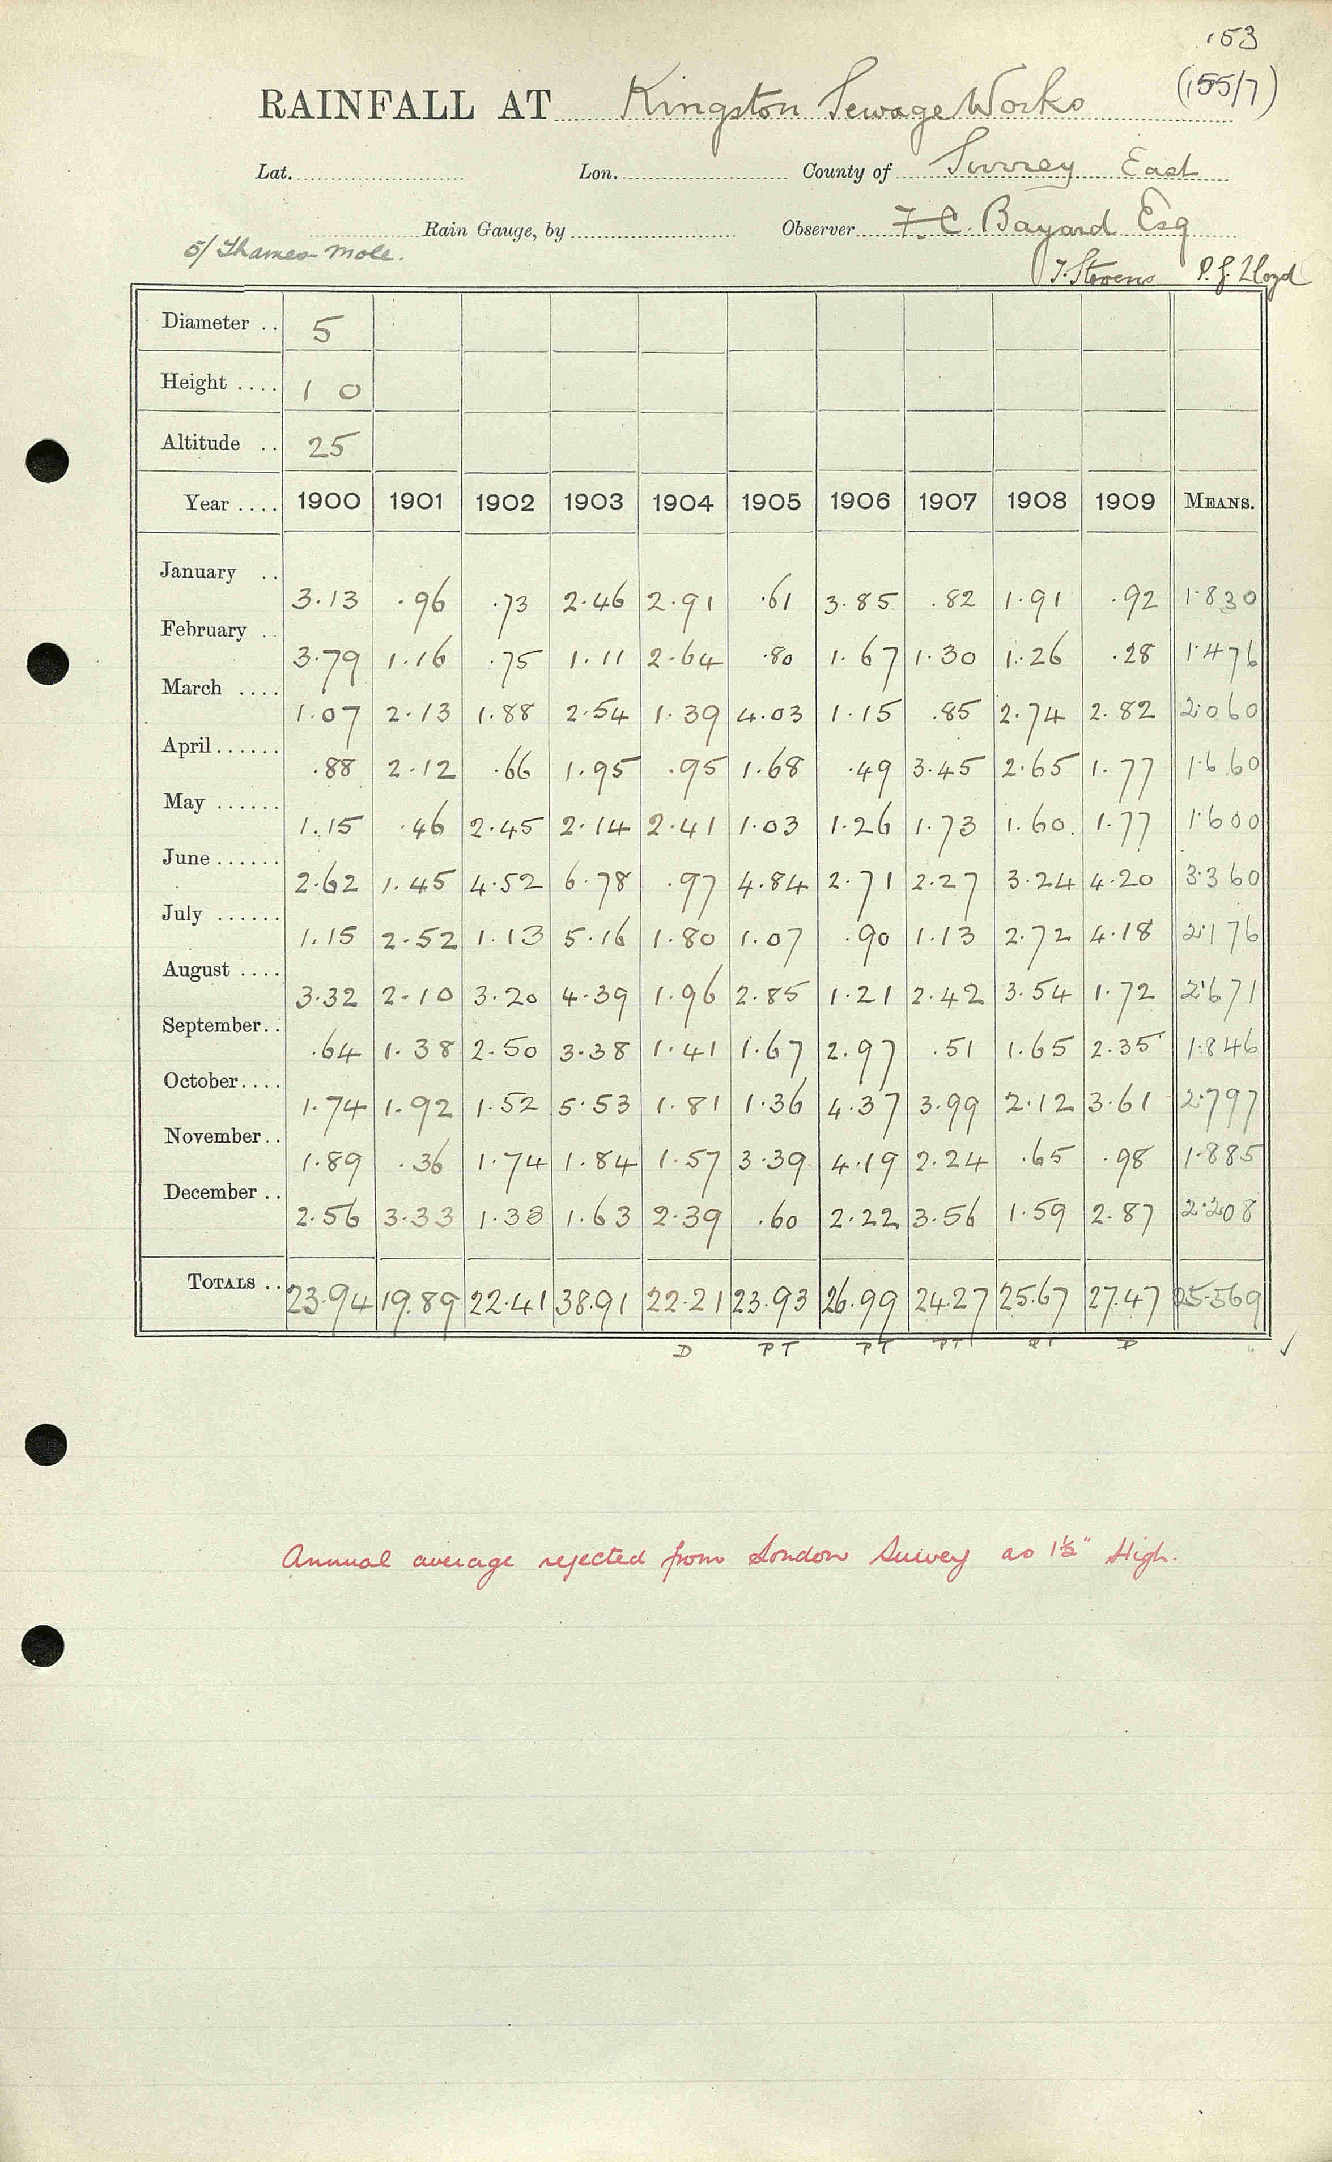 153
RAINFALL AT Kingston Sewage Works (155/7)
Lat. Lon. County of Surrey East
Rain Gauge, by Observer F. C. Bayard Esq
5/ Thames-Mole. J. Stevens P. J. Lloyd
Diameter .. 5
Height .... 1 0
Altitude .. 25
Year .... 1900 1901 1902 1903 1904 1905 1906 1907 1908 1909 MEANS.
January .. 3.13 .96 .73 2.46 2.91 .61 3.85 .82 1.91 .92 1.830
February .. 3.79 1.16 .75 1.11 2.64 .80 1.67 1.30 1.26 .28 1.476
March .... 1.07 2.13 1.88 2.54 1.39 4.03 1.15 .85 2.74 2.82 2.060
April ...... .88 2.12 .66 1.95 .95 1.68 .49 3.45 2.65 1.77 1.660
May ...... 1.15 .46 2.45 2.14 2.41 1.03 1.26 1.73 1.60 1.77 1.600
June ...... 2.62 1.45 4.52 6.78 .97 4.84 2.71 2.27 3.24 4.20 3.360
July ...... 1.15 2.52 1.13 5.16 1.80 1.07 .90 1.13 2.72 4.18 2.176
August .... 3.32 2.10 3.20 4.39 1.96 2.85 1.21 2.42 3.54 1.72 2.671
September .. .64 1.38 2.50 3.38 1.41 1.67 2.97 .51 1.65 2.35 1.846
October .... 1.74 1.92 1.52 5.53 1.81 1.36 4.37 3.99 2.12 3.61 2.797
November .. 1.89 .36 1.74 1.84 1.57 3.39 4.19 2.24 .65 .98 1.885
December .. 2.56 3.33 1.33 1.63 2.39 .60 2.22 3.56 1.59 2.87 2.208
TOTALS .. 23.94 19.89 22.41 38.91 22.21 23.93 26.99 24.27 25.67 27.47 25.569
D PT PT PT PT D ✓
Annual average rejected from London Survey as 1½" High.